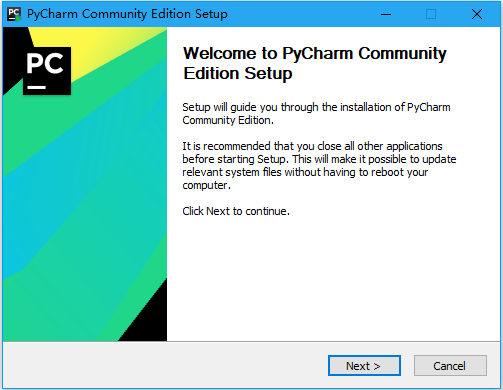 PC PyCharm Community Edition Setup
PC
Welcome to PyCharm Community
Edition Setup
Setup will guide you through the installation of PyCharm
Community Edition.
It is recommended that you close all other applications
before starting Setup. This will make it possible to update
relevant system files without having to reboot your
computer.
Click Next to continue.
Next > Cancel